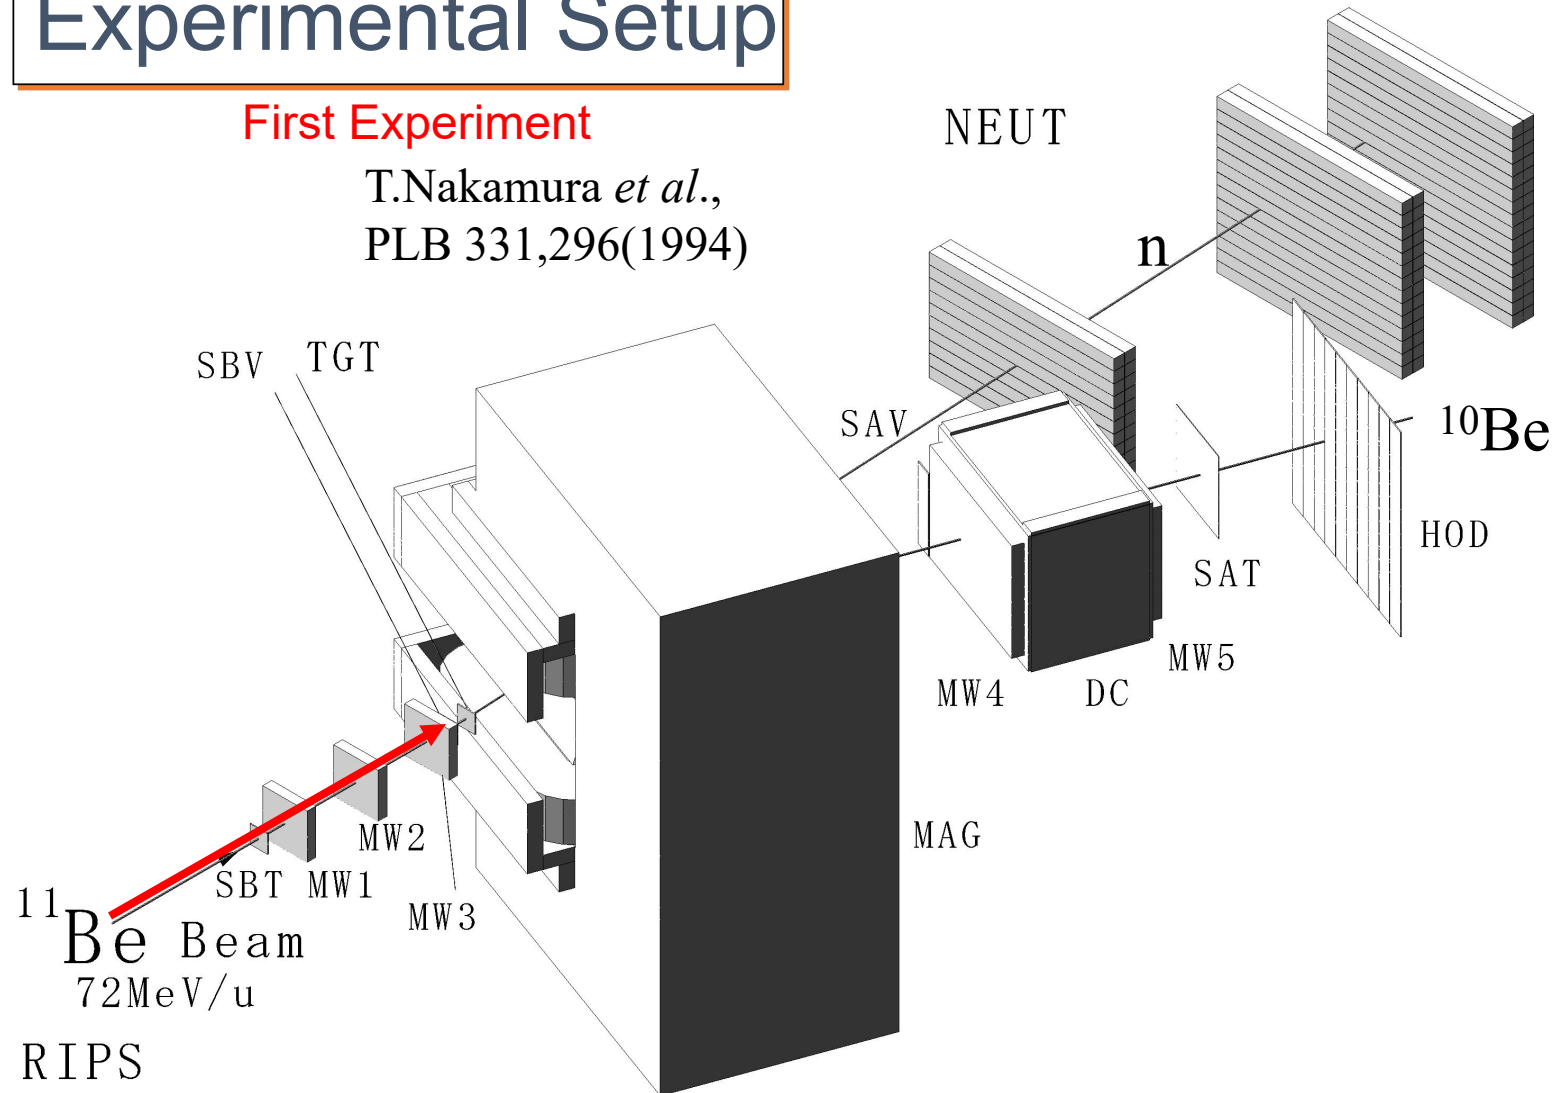 Experimental Setup
First Experiment
T.Nakamura et al.,
PLB 331,296(1994)
NEUT
n
SBV
TGT
SAV
¹⁰Be
HOD
SAT
MW5
MW4
DC
MAG
MW2
SBT
MW1
MW3
¹¹Be Beam
72MeV/u
RIPS